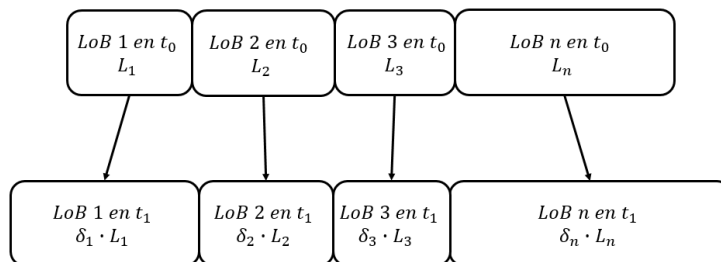 LoB 1 en t₀
L₁
LoB 2 en t₀
L₂
LoB 3 en t₀
L₃
LoB n en t₀
Lₙ
LoB 1 en t₁
δ₁ · L₁
LoB 2 en t₁
δ₂ · L₂
LoB 3 en t₁
δ₃ · L₃
LoB n en t₁
δₙ · Lₙ